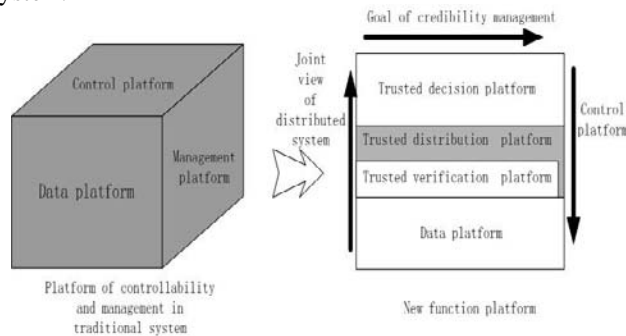 Control platform
Management
platform
Data platform
Platform of controllability
and management in
traditional system
Goal of credibility management
Joint
view
of
distributed
system
Trusted decision platform
Trusted distribution platform
Trusted verification platform
Data platform
Control
platform
New function platform